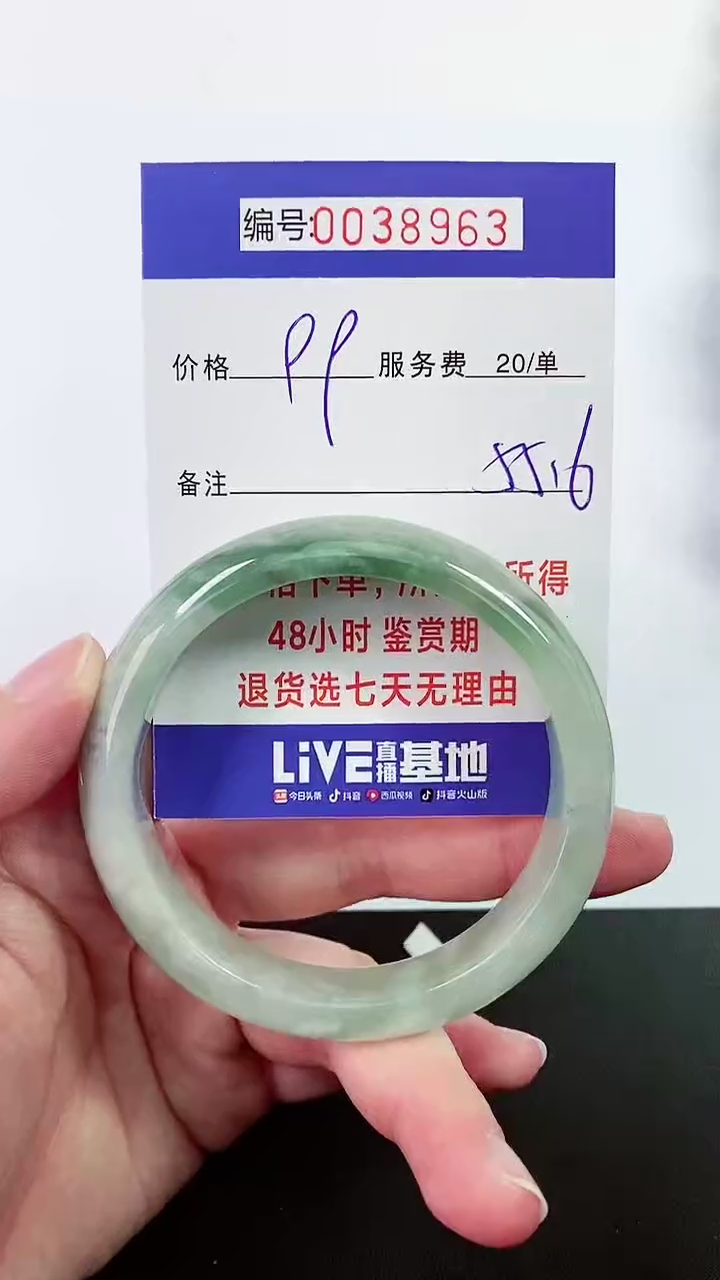 编号:0038963
价格 服务费 20/单
备注
所得
48小时 鉴赏期
退货选七天无理由
LiVE直播基地
今日头条 抖音 西瓜视频 抖音火山版